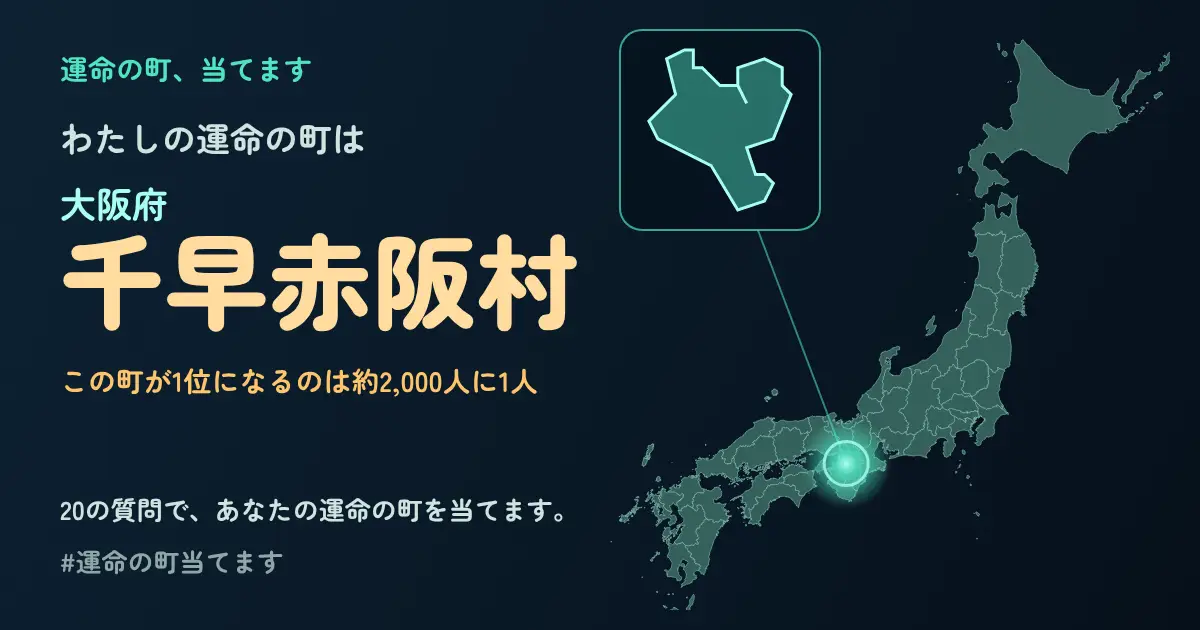 運命の町、当てます
わたしの運命の町は
大阪府
千早赤阪村
この町が1位になるのは約2,000人に1人
20の質問で、あなたの運命の町を当てます。
#運命の町当てます